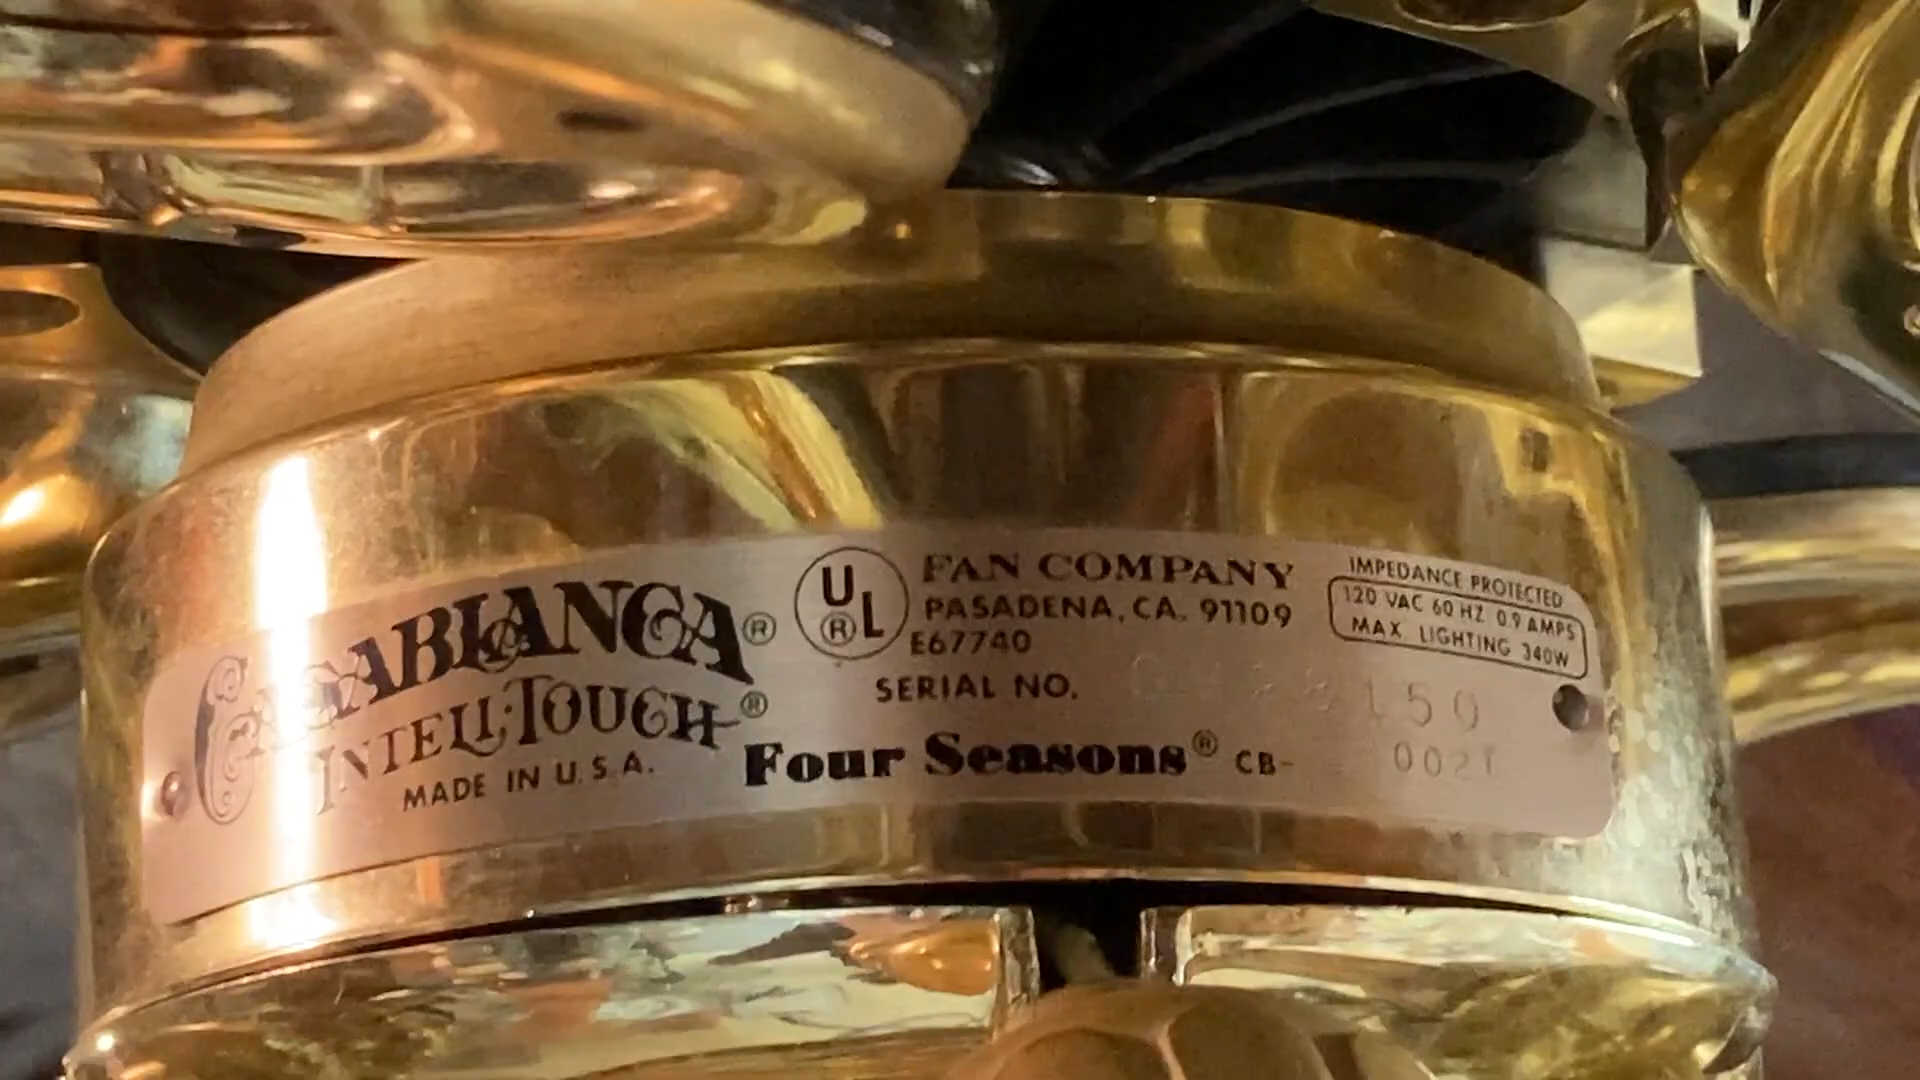 CASABLANCA®
INTELI·TOUCH®
MADE IN U.S.A.
UL®
FAN COMPANY
PASADENA, CA. 91109
E67740
SERIAL NO.
Four Seasons® CB-
IMPEDANCE PROTECTED
120 VAC 60 HZ 0.9 AMPS
MAX LIGHTING 340W